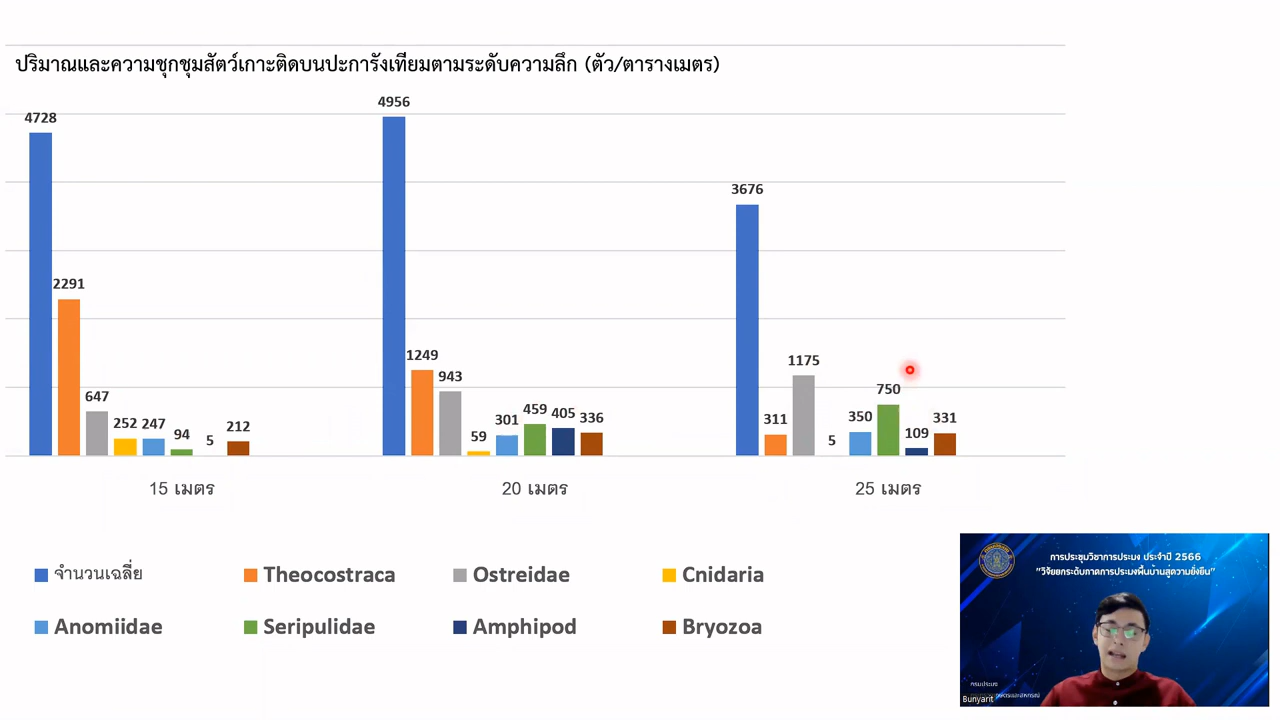 ปริมาณและความชุกชุมสัตว์เกาะติดบนปะการังเทียมตามระดับความลึก (ตัว/ตารางเมตร)
4728
2291
647
252
247
94
5
212
4956
1249
943
59
301
459
405
336
3676
311
1175
5
350
750
109
331
15 เมตร
20 เมตร
25 เมตร
จำนวนเฉลี่ย
Theocostraca
Ostreidae
Cnidaria
Anomiidae
Seripulidae
Amphipod
Bryozoa
การประชุมวิชาการประมง ประจำปี 2566
"วิจัยยกระดับภาคการประมงพื้นบ้านสู่ความยั่งยืน"
กรมประมง
Bunyarit